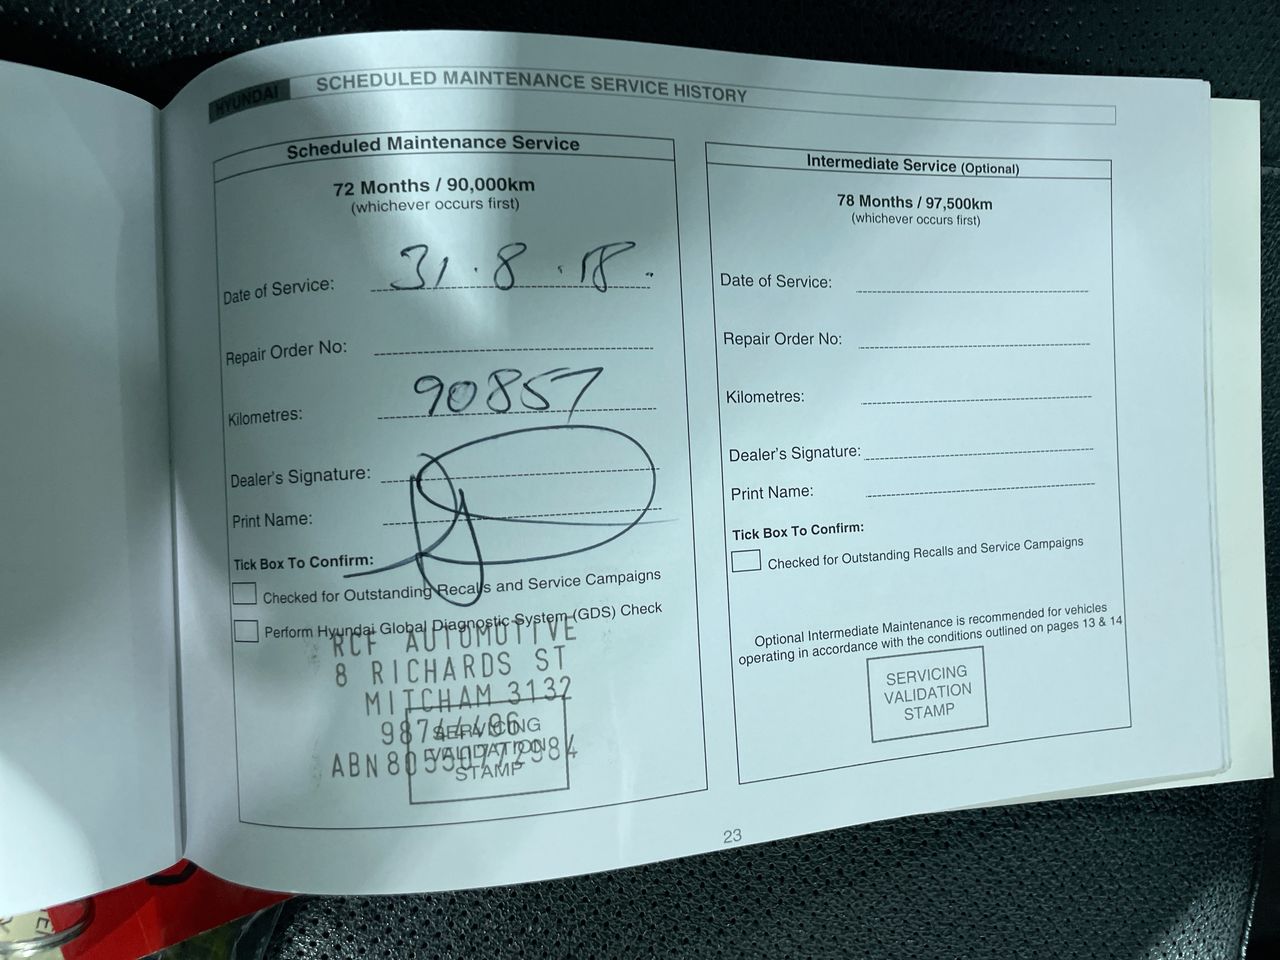 HYUNDAI SCHEDULED MAINTENANCE SERVICE HISTORY
Scheduled Maintenance Service
72 Months / 90,000km
(whichever occurs first)
Date of Service: 31.8.18.
Repair Order No:
Kilometres: 90857
Dealer's Signature:
Print Name:
Tick Box To Confirm:
Checked for Outstanding Recalls and Service Campaigns
Perform Hyundai Global Diagnostic System (GDS) Check
RCF AUTOMOTIVE
8 RICHARDS ST
MITCHAM 3132
98744486
ABN 80550772984
SERVICING
VALIDATION
STAMP
Intermediate Service (Optional)
78 Months / 97,500km
(whichever occurs first)
Date of Service:
Repair Order No:
Kilometres:
Dealer's Signature:
Print Name:
Tick Box To Confirm:
Checked for Outstanding Recalls and Service Campaigns
Optional Intermediate Maintenance is recommended for vehicles
operating in accordance with the conditions outlined on pages 13 & 14
SERVICING
VALIDATION
STAMP
23